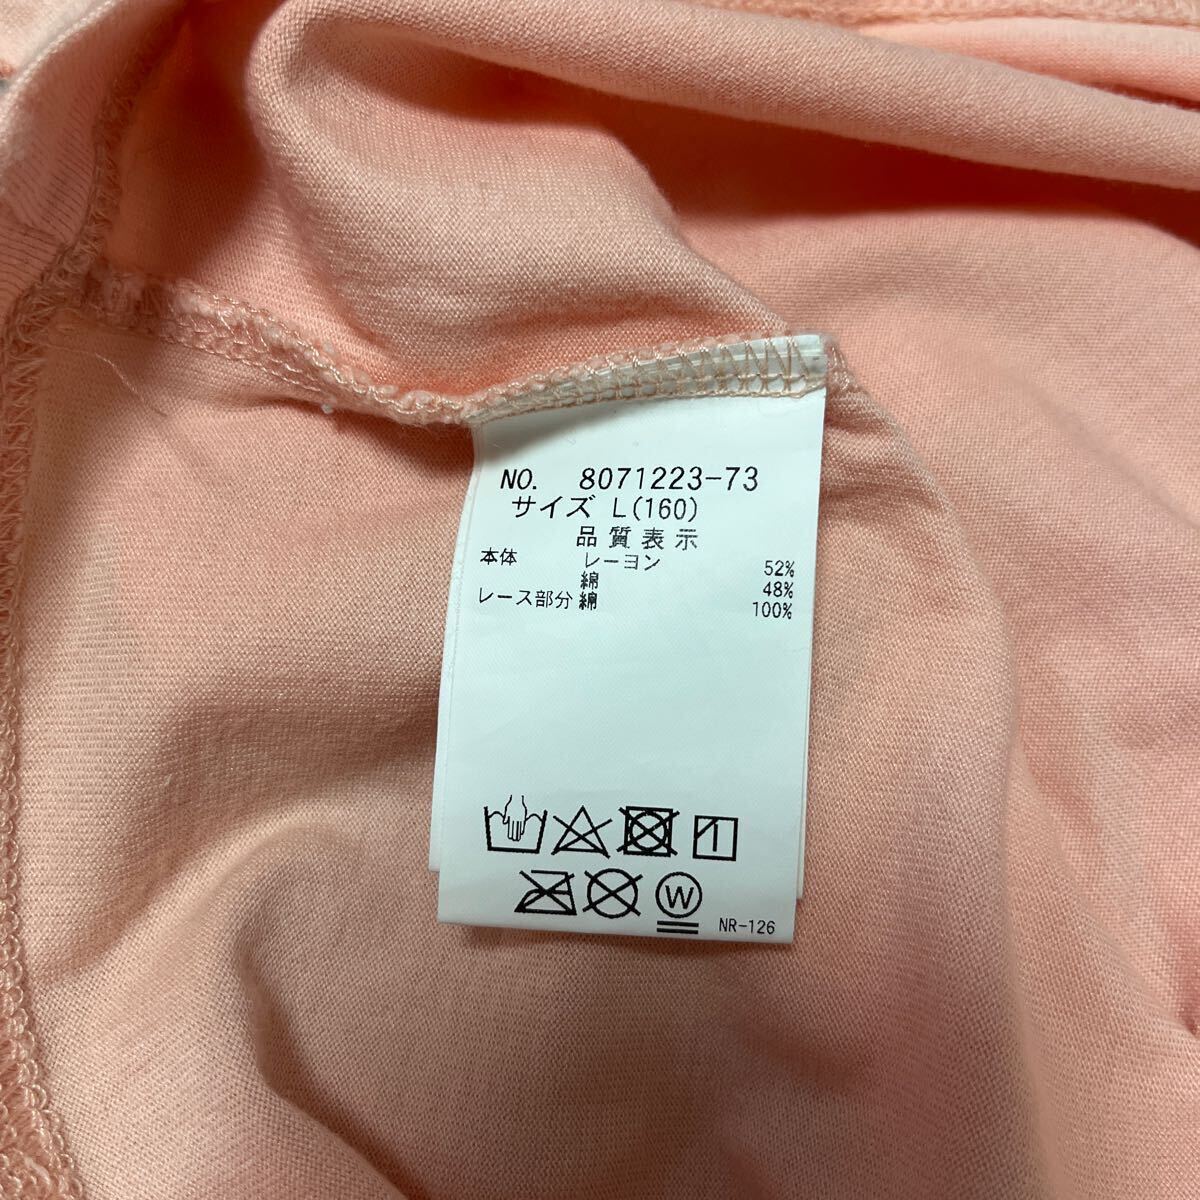 NO. 8071223-73
サイズ L(160)
品質表示
本体 レーヨン 52%
綿 48%
レース部分 綿 100%
W
NR-126